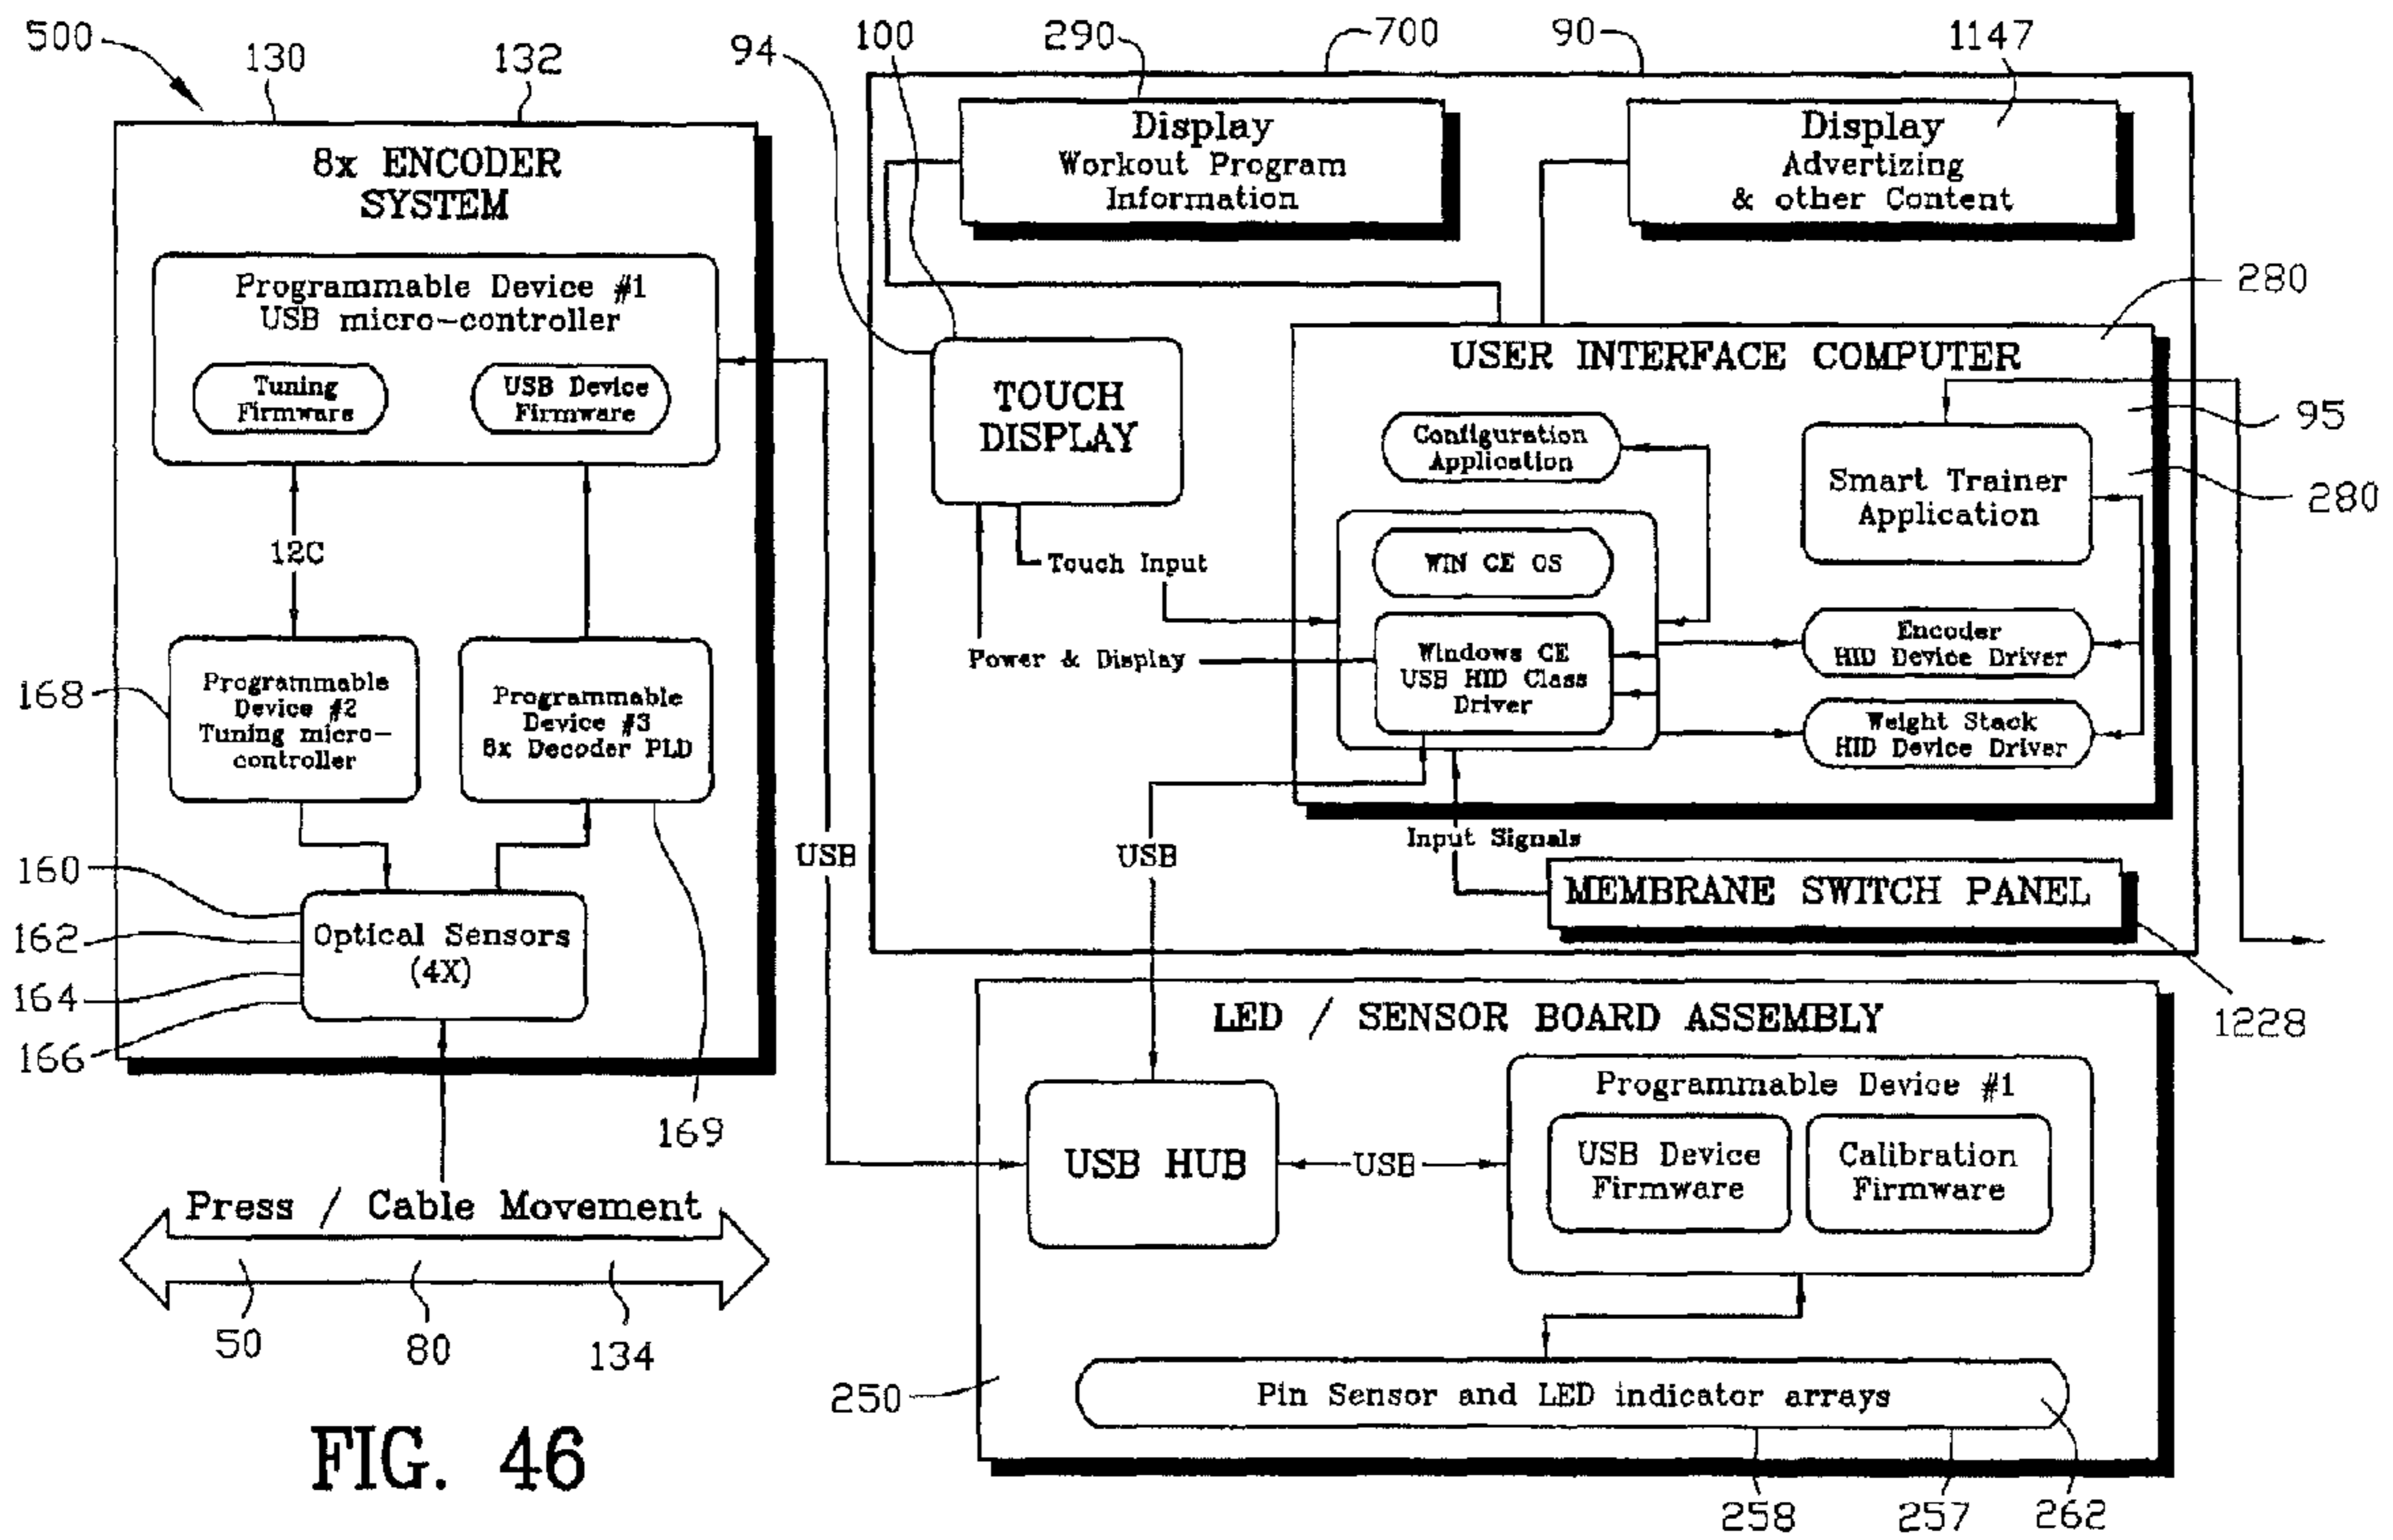 500
130
132
94
100
290
700
90
1147
8x ENCODER
SYSTEM
Programmable Device #1
USB micro-controller
Tuning
Firmware
USB Device
Firmware
12C
168
Programmable
Device #2
Tuning micro-
controller
Programmable
Device #3
8x Decoder PLD
160
162
164
166
Optical Sensors
(4X)
169
Press / Cable Movement
50
80
134
USB
Display
Workout Program
Information
Display
Advertizing
& other Content
280
TOUCH
DISPLAY
USER INTERFACE COMPUTER
95
280
Configuration
Application
Smart Trainer
Application
Touch Input
WIN CE OS
Power & Display
Windows CE
USB HID Class
Driver
Encoder
HID Device Driver
Weight Stack
HID Device Driver
USB
Input Signals
MEMBRANE SWITCH PANEL
1228
LED / SENSOR BOARD ASSEMBLY
USB HUB
USB
Programmable Device #1
USB Device
Firmware
Calibration
Firmware
250
Pin Sensor and LED indicator arrays
258
257
262
FIG. 46